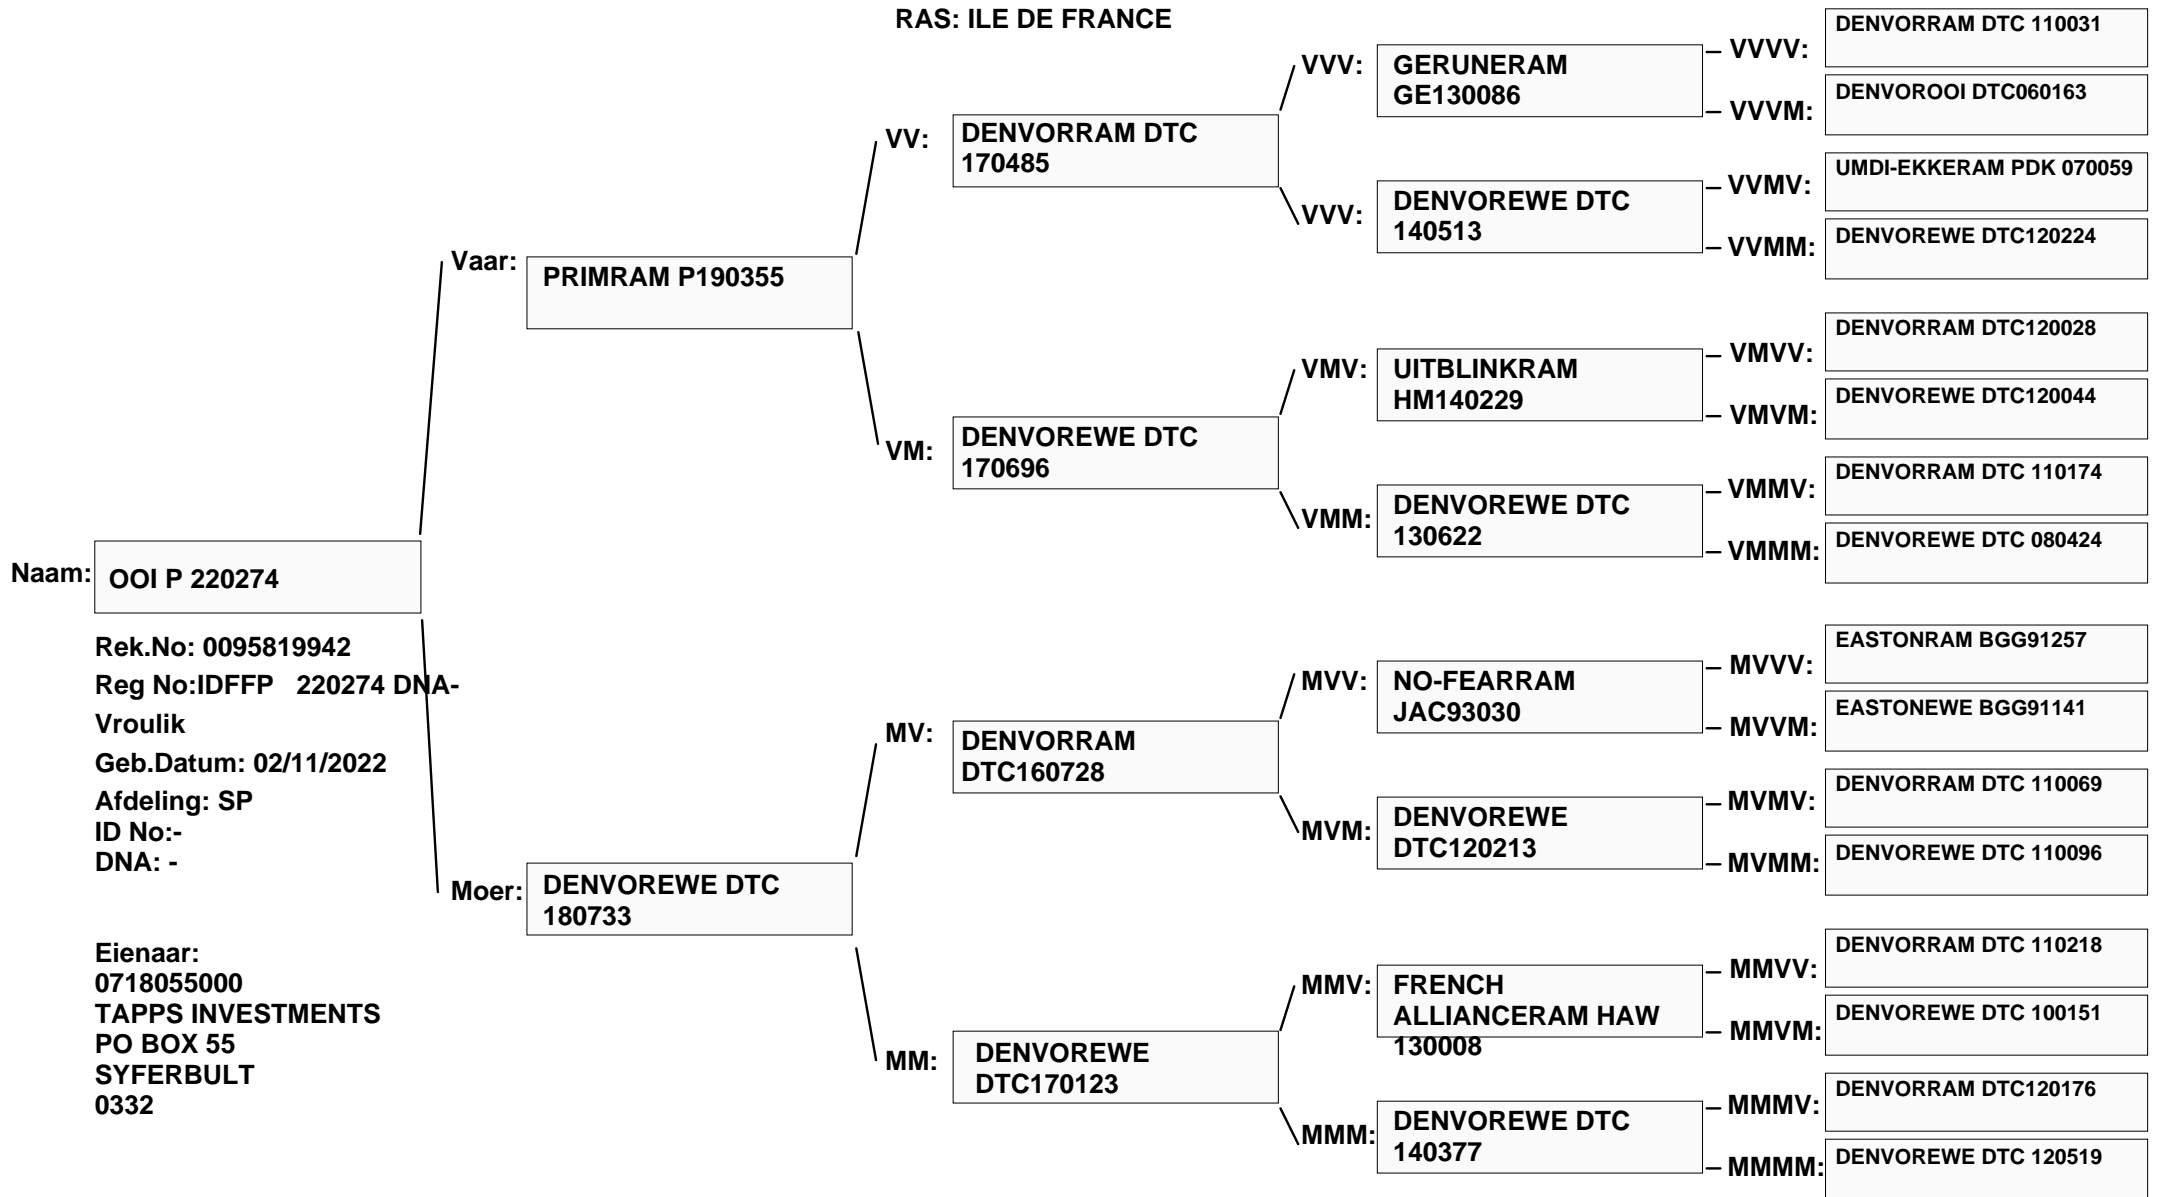 RAS: ILE DE FRANCE
Naam:
OOI P 220274
Rek.No: 0095819942
Reg No:IDFFP   220274 DNA-
Vroulik
Geb.Datum: 02/11/2022
Afdeling: SP
ID No:-
DNA: -
Eienaar:
0718055000
TAPPS INVESTMENTS
PO BOX 55
SYFERBULT
0332
Vaar:
PRIMRAM P190355
Moer:
DENVOREWE DTC
180733
VV:
DENVORRAM DTC
170485
VM:
DENVOREWE DTC
170696
MV:
DENVORRAM
DTC160728
MM:
DENVOREWE
DTC170123
VVV:
GERUNERAM
GE130086
VVV:
DENVOREWE DTC
140513
VMV:
UITBLINKRAM
HM140229
VMM:
DENVOREWE DTC
130622
MVV:
NO-FEARRAM
JAC93030
MVM:
DENVOREWE
DTC120213
MMV:
FRENCH
ALLIANCERAM HAW
130008
MMM:
DENVOREWE DTC
140377
VVVV:
DENVORRAM DTC 110031
VVVM:
DENVOROOI DTC060163
VVMV:
UMDI-EKKERAM PDK 070059
VVMM:
DENVOREWE DTC120224
VMVV:
DENVORRAM DTC120028
VMVM:
DENVOREWE DTC120044
VMMV:
DENVORRAM DTC 110174
VMMM:
DENVOREWE DTC 080424
MVVV:
EASTONRAM BGG91257
MVVM:
EASTONEWE BGG91141
MVMV:
DENVORRAM DTC 110069
MVMM:
DENVOREWE DTC 110096
MMVV:
DENVORRAM DTC 110218
MMVM:
DENVOREWE DTC 100151
MMMV:
DENVORRAM DTC120176
MMMM:
DENVOREWE DTC 120519